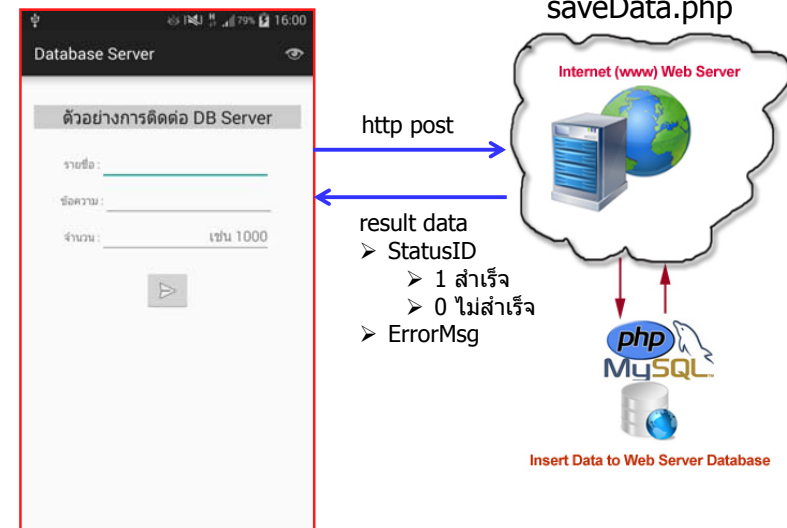 saveData.php
79% 16:00
Database Server
ตัวอย่างการติดต่อ DB Server
รายชื่อ :
ข้อความ :
จำนวน : เช่น 1000
http post
result data
➢ StatusID
➢ 1 สำเร็จ
➢ 0 ไม่สำเร็จ
➢ ErrorMsg
Internet (www) Web Server
php
MySQL
Insert Data to Web Server Database